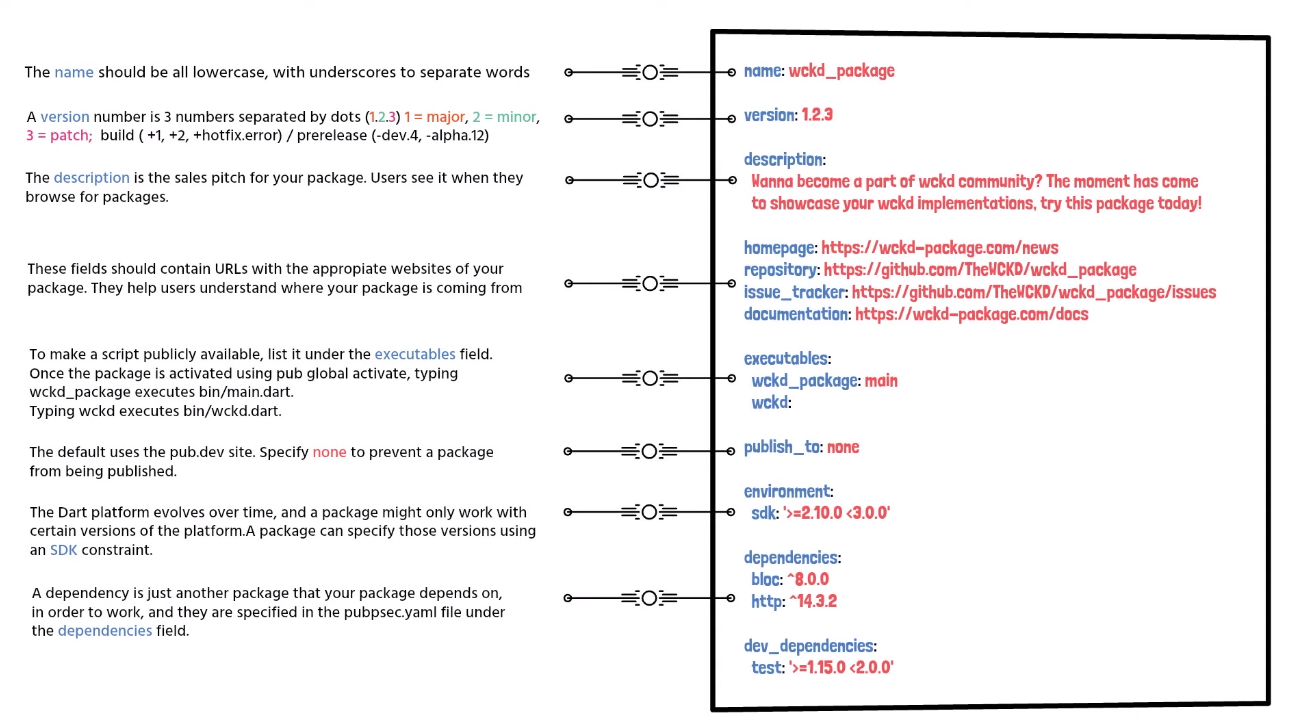 The name should be all lowercase, with underscores to separate words
A version number is 3 numbers separated by dots (1.2.3) 1 = major, 2 = minor,
3 = patch;  build ( +1, +2, +hotfix.error) / prerelease (-dev.4, -alpha.12)
The description is the sales pitch for your package. Users see it when they
browse for packages.
These fields should contain URLs with the appropiate websites of your
package. They help users understand where your package is coming from
To make a script publicly available, list it under the executables field.
Once the package is activated using pub global activate, typing
wckd_package executes bin/main.dart.
Typing wckd executes bin/wckd.dart.
The default uses the pub.dev site. Specify none to prevent a package
from being published.
The Dart platform evolves over time, and a package might only work with
certain versions of the platform.A package can specify those versions using
an SDK constraint.
A dependency is just another package that your package depends on,
in order to work, and they are specified in the pubpsec.yaml file under
the dependencies field.
name: wckd_package
version: 1.2.3
description:
Wanna become a part of wckd community? The moment has come
to showcase your wckd implementations, try this package today!
homepage: https://wckd-package.com/news
repository: https://github.com/TheWCKD/wckd_package
issue_tracker: https://github.com/TheWCKD/wckd_package/issues
documentation: https://wckd-package.com/docs
executables:
wckd_package: main
wckd:
publish_to: none
environment:
sdk: '>=2.10.0 <3.0.0'
dependencies:
bloc: ^8.0.0
http: ^14.3.2
dev_dependencies:
test: '>=1.15.0 <2.0.0'